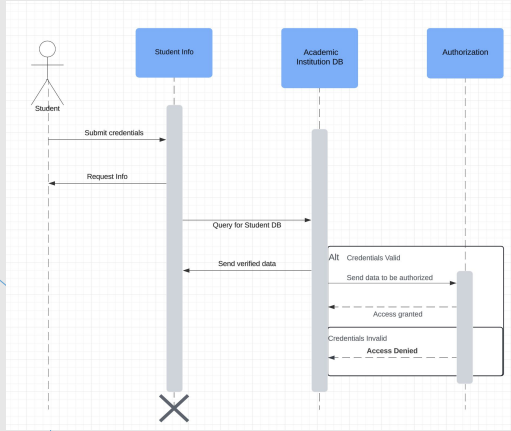 Student Info
Academic
Institution DB
Authorization
Student
Submit credentials
Request Info
Query for Student DB
Send verified data
Alt Credentials Valid
Send data to be authorized
Access granted
Credentials Invalid
Access Denied